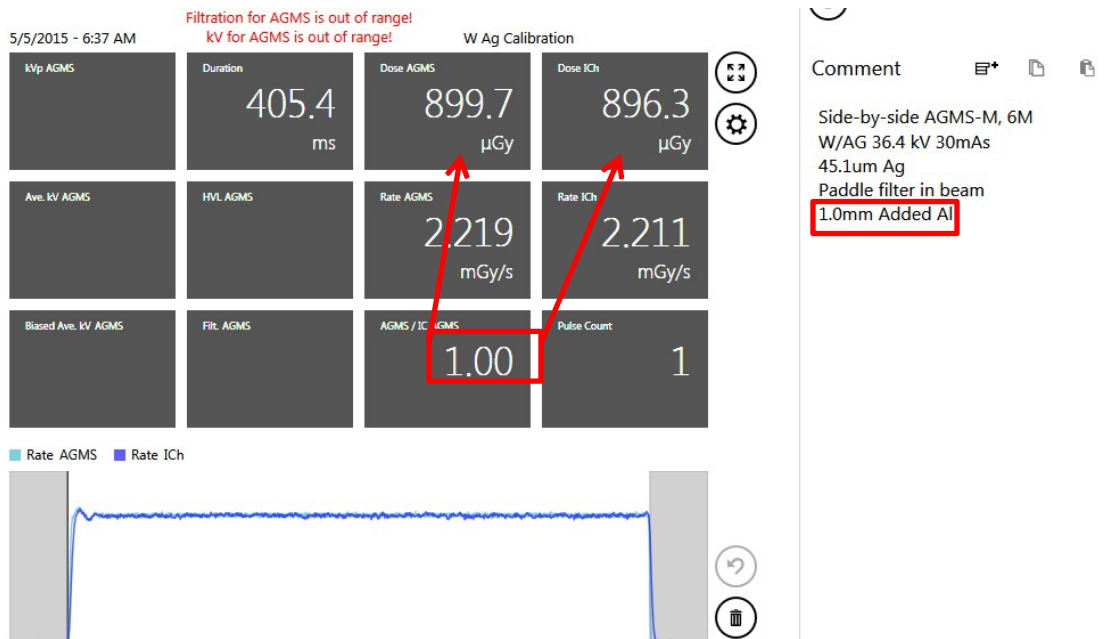 Filtration for AGMS is out of range!
5/5/2015 - 6:37 AM
kV for AGMS is out of range!
W Ag Calibration
kVp AGMS
Duration
405.4
ms
Dose AGMS
899.7
µGy
Dose ICh
896.3
µGy
Ave. kV AGMS
HVL AGMS
Rate AGMS
2.219
mGy/s
Rate ICh
2.211
mGy/s
Biased Ave. kV AGMS
Filt. AGMS
AGMS / IC AGMS
1.00
Pulse Count
1
Rate AGMS
Rate ICh
Comment
Side-by-side AGMS-M, 6M
W/AG 36.4 kV 30mAs
45.1um Ag
Paddle filter in beam
1.0mm Added Al